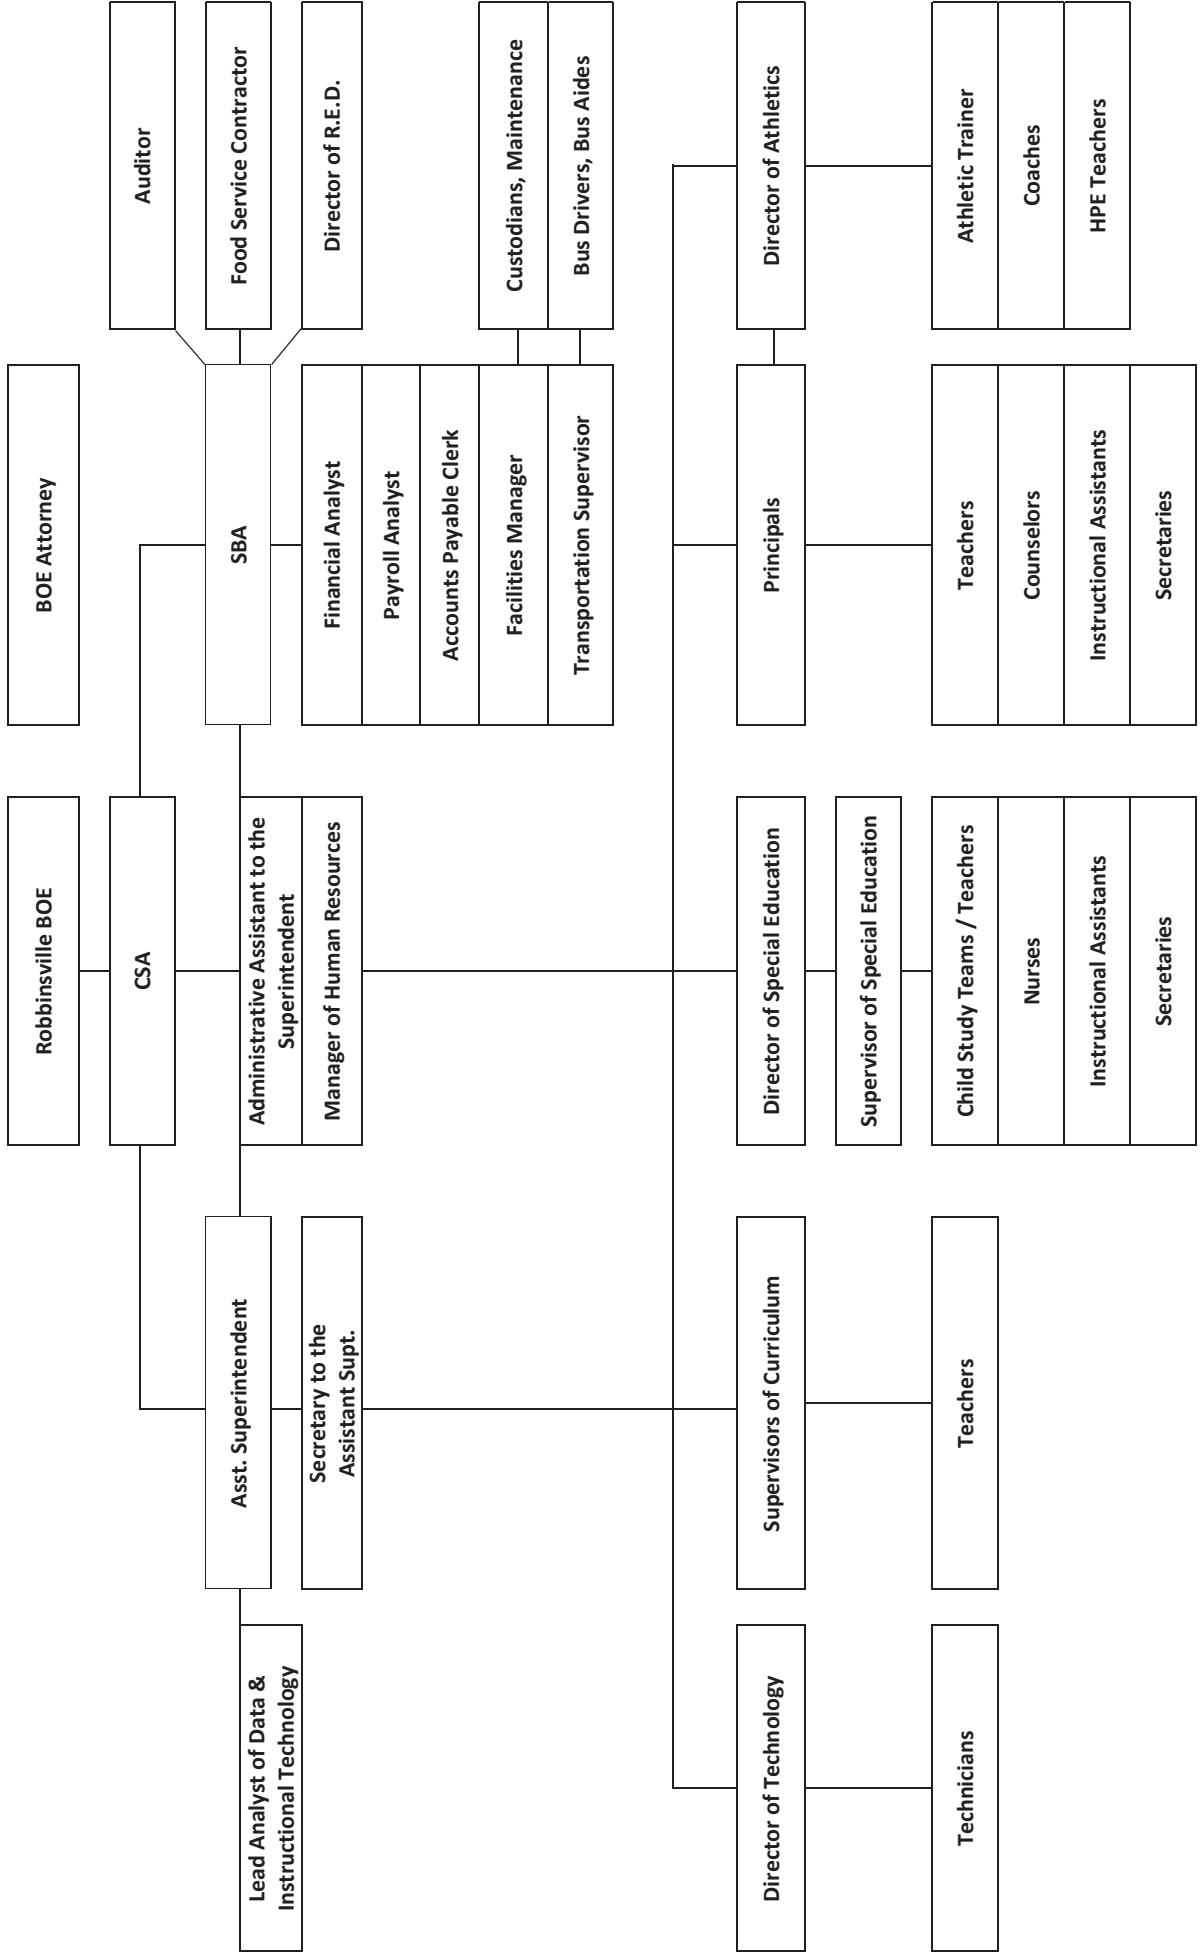 Robbinsville BOE
BOE Attorney
CSA
Auditor
Asst. Superintendent
SBA
Food Service Contractor
Lead Analyst of Data &
Instructional Technology
Administrative Assistant to the
Superintendent
Secretary to the
Assistant Supt.
Manager of Human Resources
Financial Analyst
Director of R.E.D.
Payroll Analyst
Accounts Payable Clerk
Facilities Manager
Custodians, Maintenance
Transportation Supervisor
Bus Drivers, Bus Aides
Director of Technology
Supervisors of Curriculum
Director of Special Education
Principals
Director of Athletics
Supervisor of Special Education
Technicians
Teachers
Child Study Teams / Teachers
Teachers
Athletic Trainer
Nurses
Counselors
Coaches
Instructional Assistants
Instructional Assistants
HPE Teachers
Secretaries
Secretaries